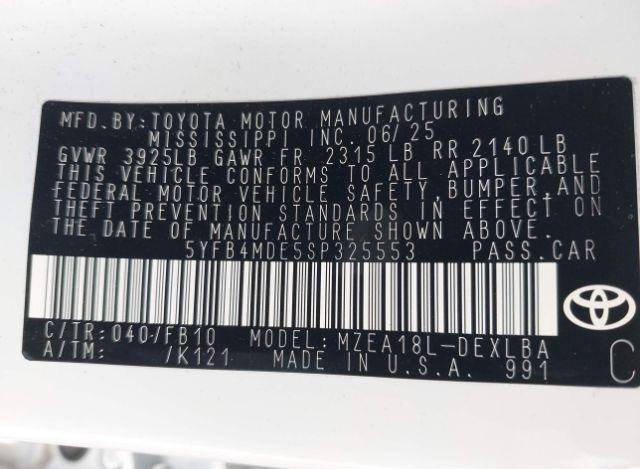 MFD. BY: TOYOTA MOTOR MANUFACTURING
MISSISSIPPI INC. 06/25
GVWR 3925LB GAWR FR 2315 LB RR 2140 LB
THIS VEHICLE CONFORMS TO ALL APPLICABLE
FEDERAL MOTOR VEHICLE SAFETY, BUMPER, AND
THEFT PREVENTION STANDARDS IN EFFECT ON
THE DATE OF MANUFACTURE SHOWN ABOVE.
5YFB4MDE5SP325553 PASS.CAR
C/TR: 040/FB10 MODEL: MZEA18L-DEXLBA
A/TM: /K121 MADE IN U.S.A. 991
C